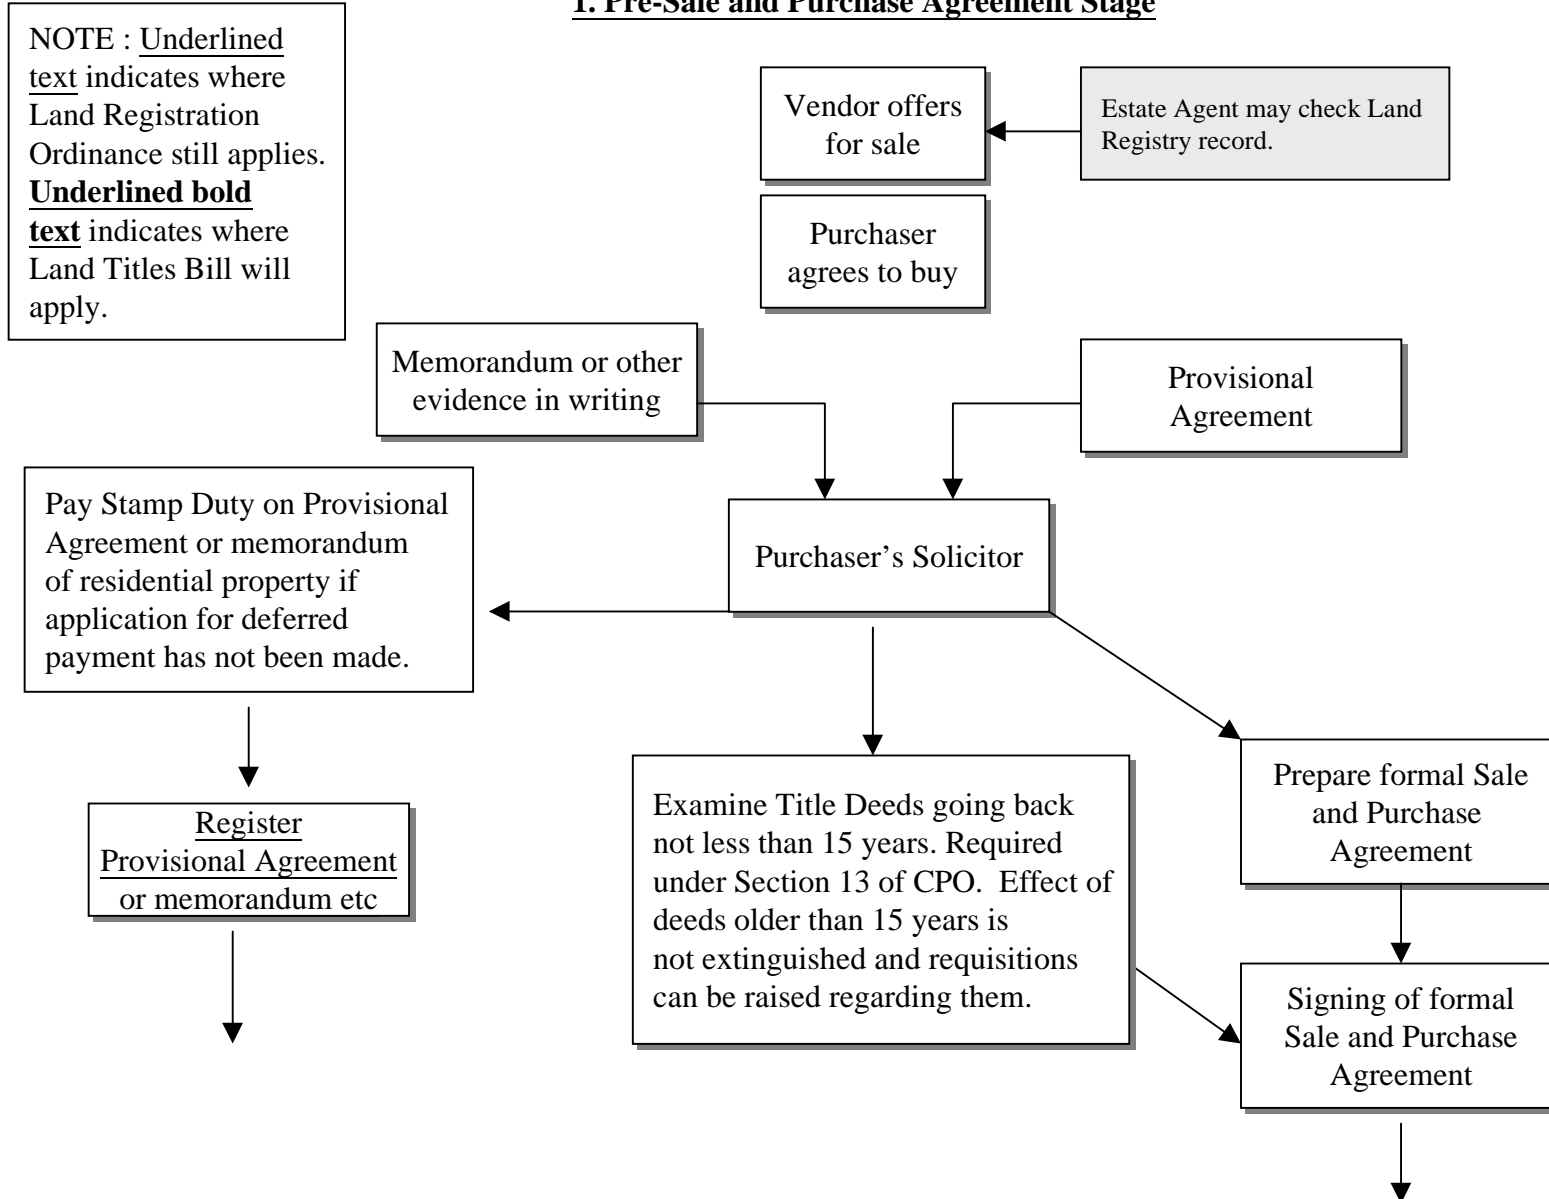 1. Pre-Sale and Purchase Agreement Stage
NOTE : Underlined
text indicates where
Land Registration
Ordinance still applies.
Underlined bold
text indicates where
Land Titles Bill will
apply.
Vendor offers
for sale
Estate Agent may check Land
Registry record.
Purchaser
agrees to buy
Memorandum or other
evidence in writing
Provisional
Agreement
Pay Stamp Duty on Provisional
Agreement or memorandum
of residential property if
application for deferred
payment has not been made.
Purchaser’s Solicitor
Register
Provisional Agreement
or memorandum etc
Examine Title Deeds going back
not less than 15 years. Required
under Section 13 of CPO.  Effect of
deeds older than 15 years is
not extinguished and requisitions
can be raised regarding them.
Prepare formal Sale
and Purchase
Agreement
Signing of formal
Sale and Purchase
Agreement